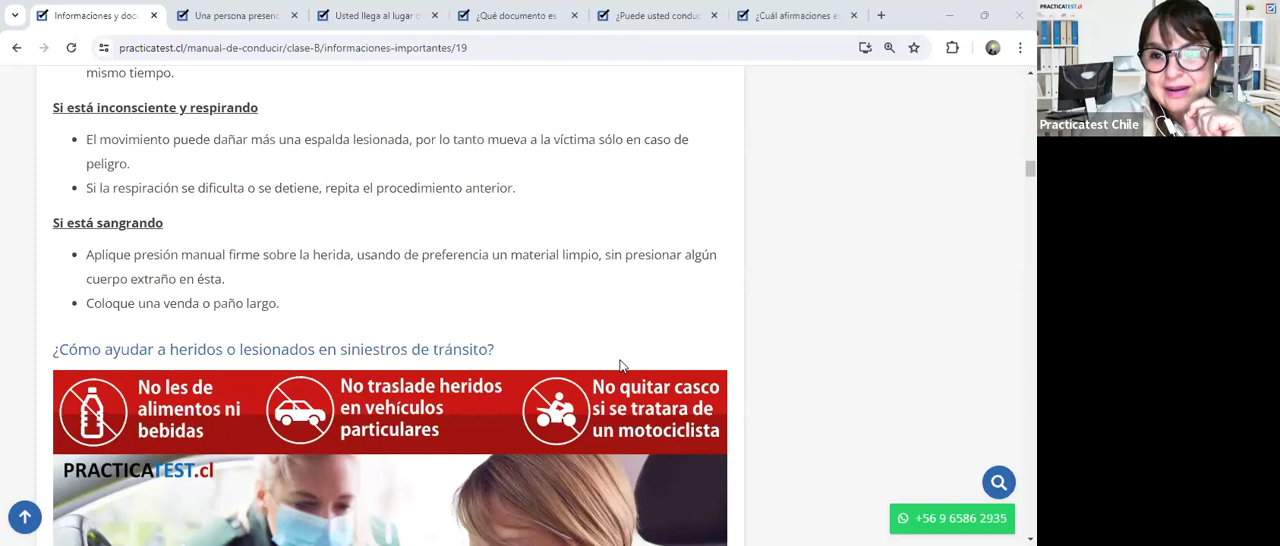 Informaciones y docu
Una persona presenc
Usted llega al lugar o
¿Qué documento es
¿Puede usted conduc
¿Cuál afirmaciones e
practicatest.cl/manual-de-conducir/clase-B/informaciones-importantes/19
mismo tiempo.
Si está inconsciente y respirando
El movimiento puede dañar más una espalda lesionada, por lo tanto mueva a la víctima sólo en caso de
peligro.
Si la respiración se dificulta o se detiene, repita el procedimiento anterior.
Si está sangrando
Aplique presión manual firme sobre la herida, usando de preferencia un material limpio, sin presionar algún
cuerpo extraño en ésta.
Coloque una venda o paño largo.
¿Cómo ayudar a heridos o lesionados en siniestros de tránsito?
No les de
alimentos ni
bebidas
No traslade heridos
en vehículos
particulares
No quitar casco
si se tratara de
un motociclista
PRACTICATEST.cl
+56 9 6586 2935
PRACTICATEST.cl
Practicatest Chile